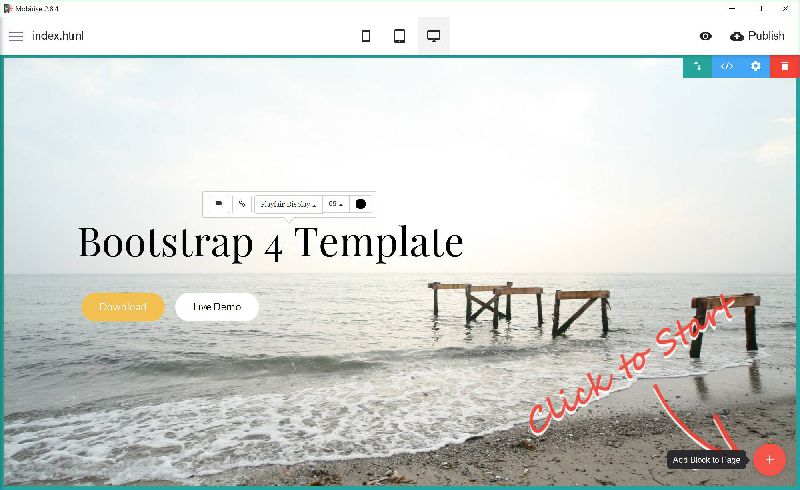 Mobirise 2.8.4
index.html
Publish
</>
Playfair Display
Bootstrap 4 Template
Download
Live Demo
Click to Start
Add Block to Page
+